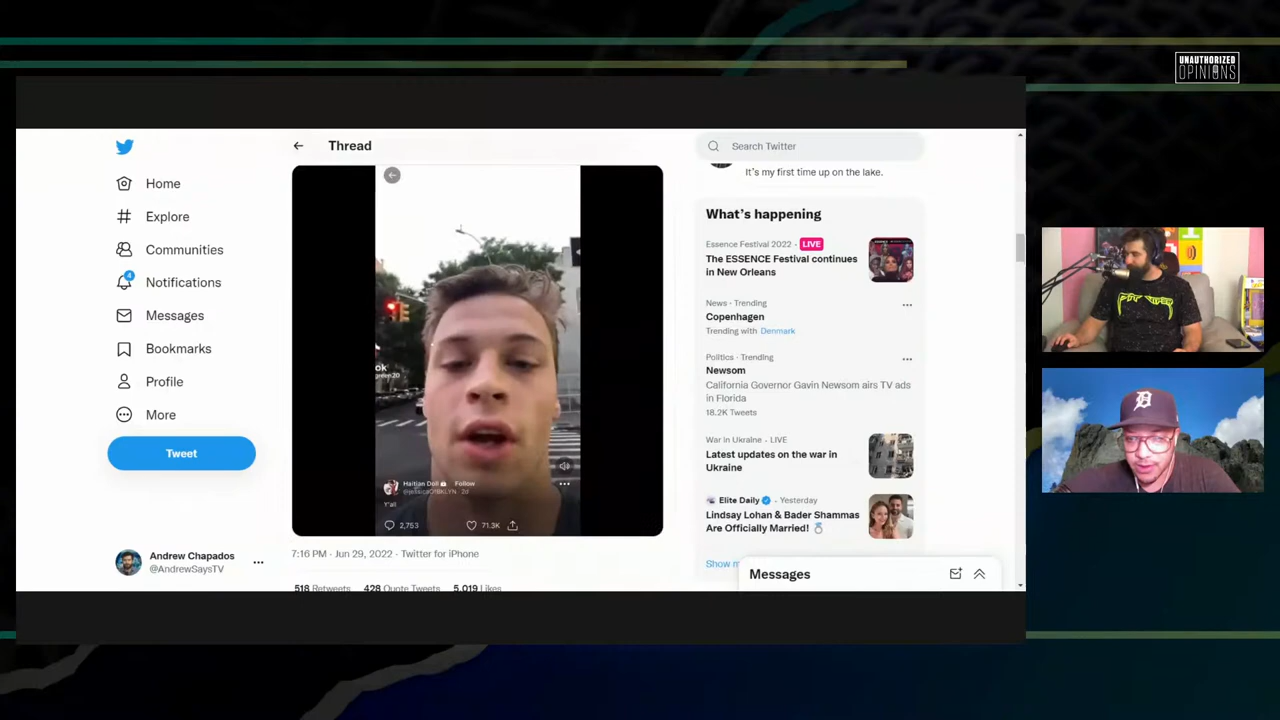 UNAUTHORIZED
OPINIONS
Thread
Search Twitter
It's my first time up on the lake.
Home
Explore
Communities
4
Notifications
Messages
Bookmarks
Profile
More
Tweet
Andrew Chapados
@AndrewSaysTV
ok
Haitian Doll
Follow
2d
Y'all
2,753
71.3K
7:16 PM · Jun 29, 2022 · Twitter for iPhone
518 Retweets 428 Quote Tweets 5,019 Likes
What's happening
Essence Festival 2022 · LIVE
The ESSENCE Festival continues
in New Orleans
News · Trending
Copenhagen
Trending with Denmark
Politics · Trending
Newsom
California Governor Gavin Newsom airs TV ads
in Florida
18.2K Tweets
War in Ukraine · LIVE
Latest updates on the war in
Ukraine
Elite Daily · Yesterday
Lindsay Lohan & Bader Shammas
Are Officially Married!
Show
Messages
D